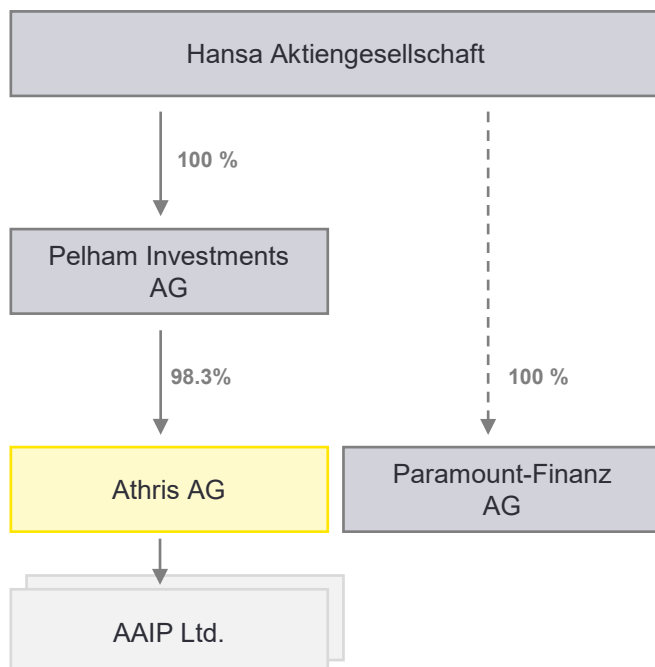 Hansa Aktiengesellschaft
100 %
Pelham Investments
AG
98.3%
100 %
Athris AG
Paramount-Finanz
AG
AAIP Ltd.